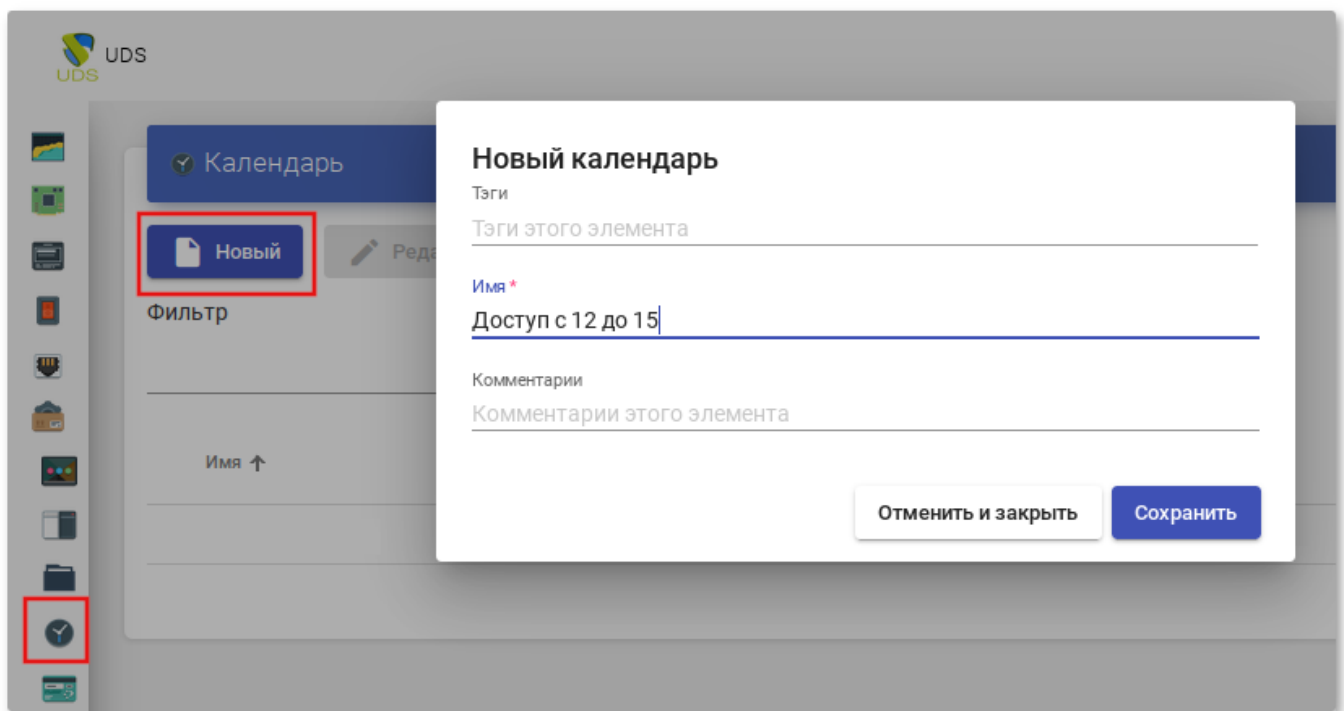 UDS
UDS
Календарь
Новый
Реда
Фильтр
Имя
Новый календарь
Тэги
Тэги этого элемента
Имя *
Доступ с 12 до 15
Комментарии
Комментарии этого элемента
Отменить и закрыть
Сохранить